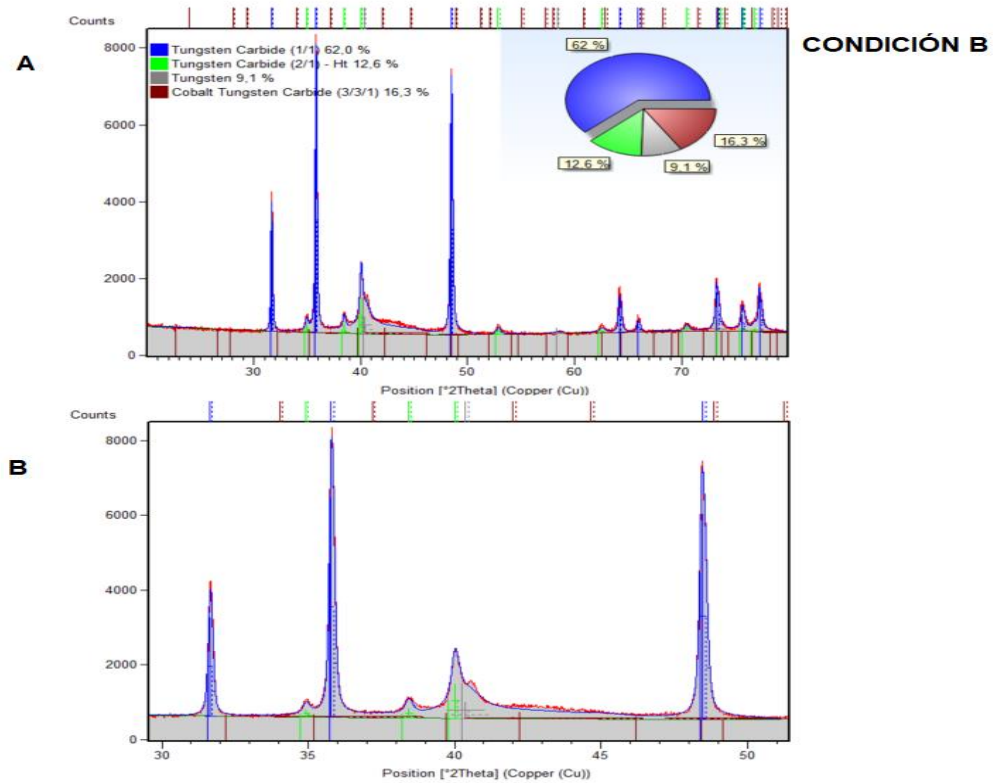 Counts
CONDICIÓN B
A
8000
Tungsten Carbide (1/1) 62,0 %
Tungsten Carbide (2/1) - Ht 12,6 %
Tungsten 9,1 %
Cobalt Tungsten Carbide (3/3/1) 16,3 %
62 %
16,3 %
12,6 %
9,1 %
6000
4000
2000
0
30
40
50
60
70
Position [°2Theta] (Copper (Cu))
Counts
B
8000
6000
4000
2000
0
30
35
40
45
50
Position [°2Theta] (Copper (Cu))